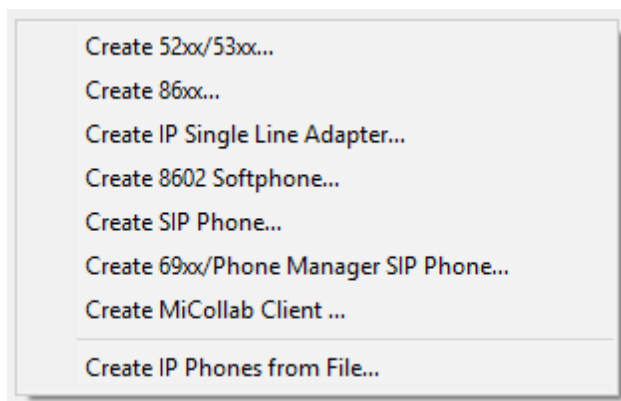 Create 52xx/53xx...
Create 86xx...
Create IP Single Line Adapter...
Create 8602 Softphone...
Create SIP Phone...
Create 69xx/Phone Manager SIP Phone...
Create MiCollab Client ...
Create IP Phones from File...